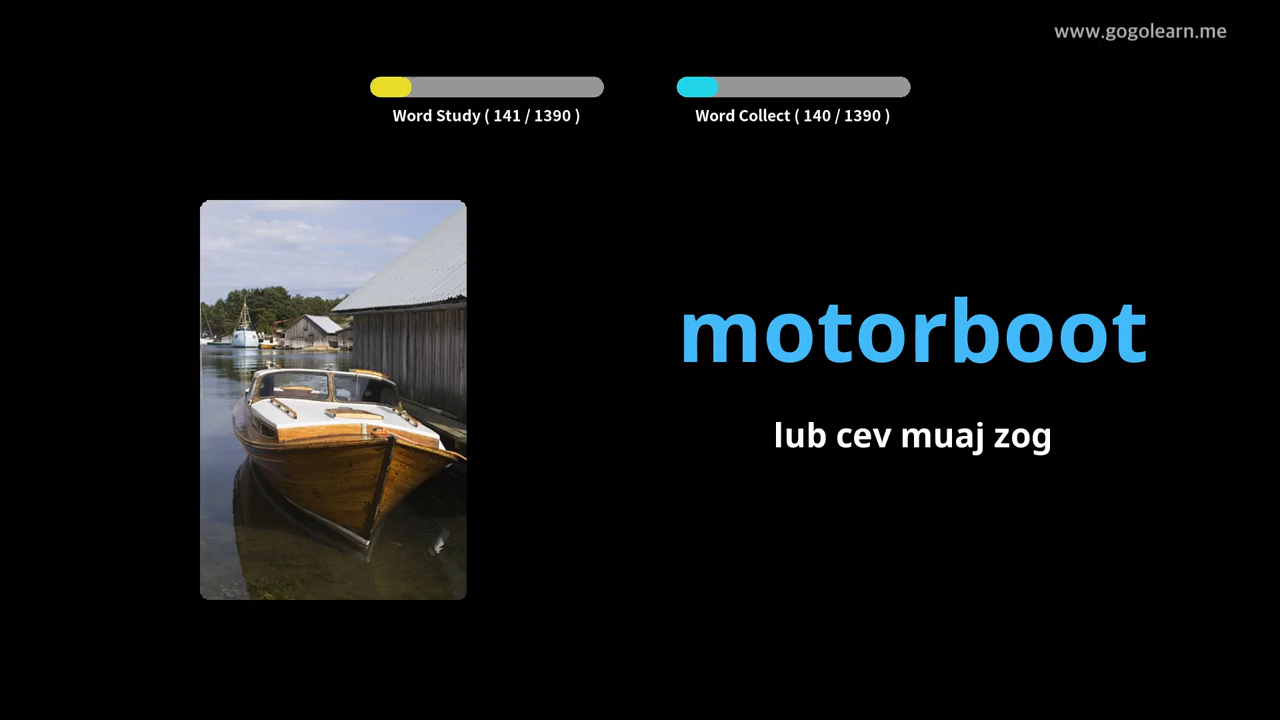 www.gogolearn.me
Word Study ( 141 / 1390 )
Word Collect ( 140 / 1390 )
motorboot
lub cev muaj zog